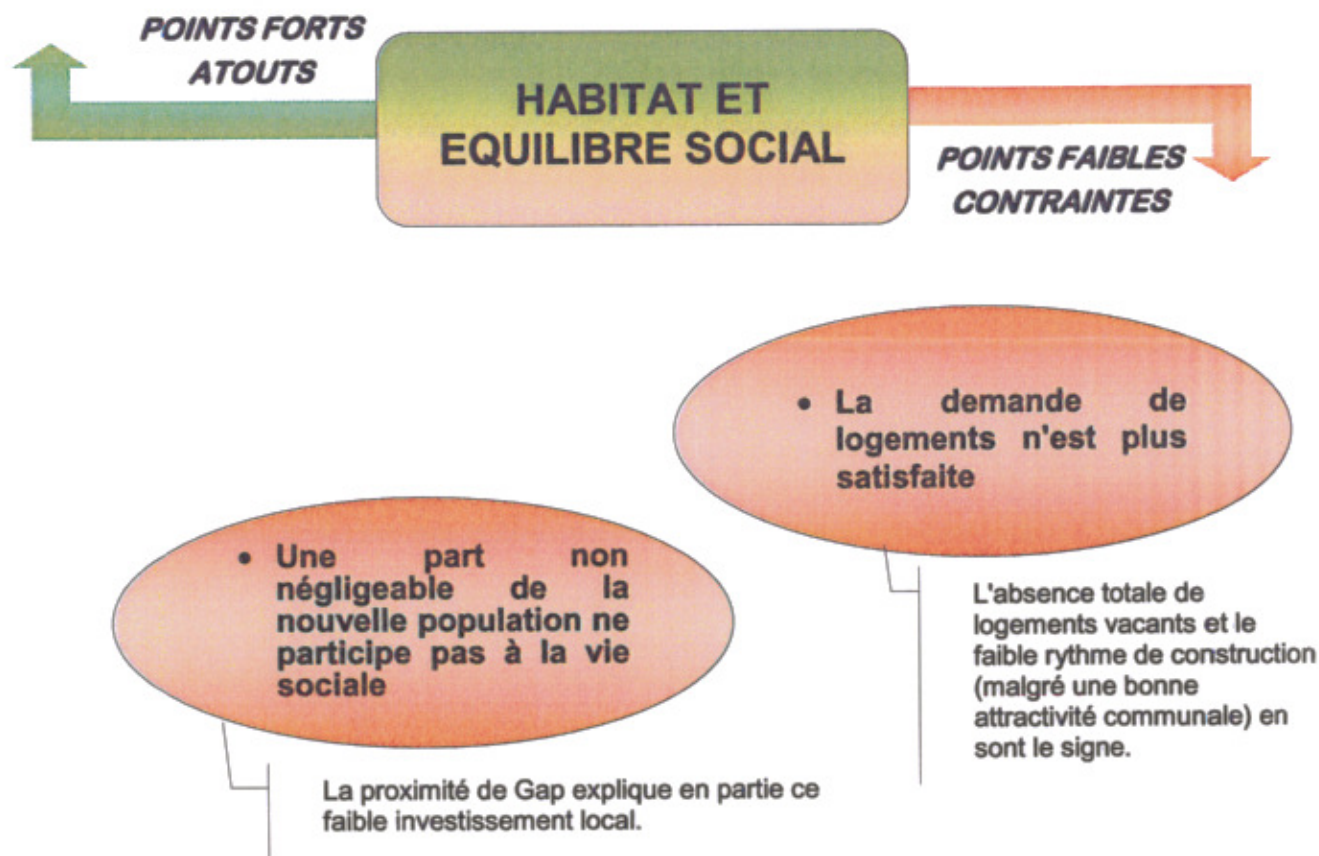 POINTS FORTS
ATOUTS
HABITAT ET
EQUILIBRE SOCIAL
POINTS FAIBLES
CONTRAINTES
• La demande de
logements n'est plus
satisfaite
L'absence totale de
logements vacants et le
faible rythme de construction
(malgré une bonne
attractivité communale) en
sont le signe.
• Une part non
négligeable de la
nouvelle population ne
participe pas à la vie
sociale
La proximité de Gap explique en partie ce
faible investissement local.